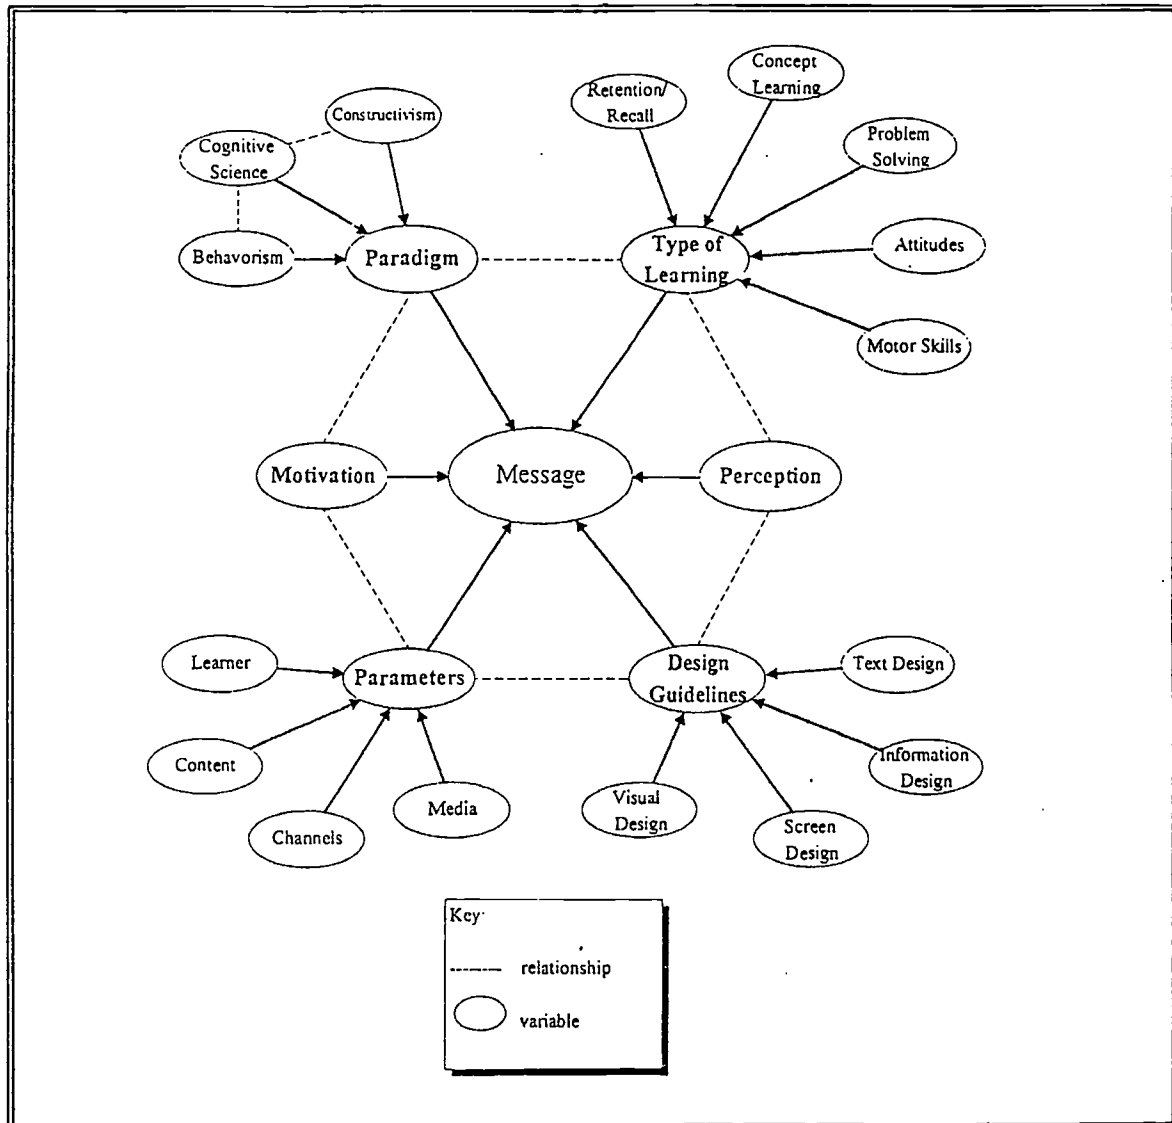 Concept
Learning
Retention/
Recall
Constructivism
Problem
Solving
Cognitive
Science
Behavorism
Paradigm
Type of
Learning
Attitudes
Motor Skills
Motivation
Message
Perception
Learner
Parameters
Design
Guidelines
Text Design
Content
Information
Design
Channels
Media
Visual
Design
Screen
Design
Key
relationship
variable